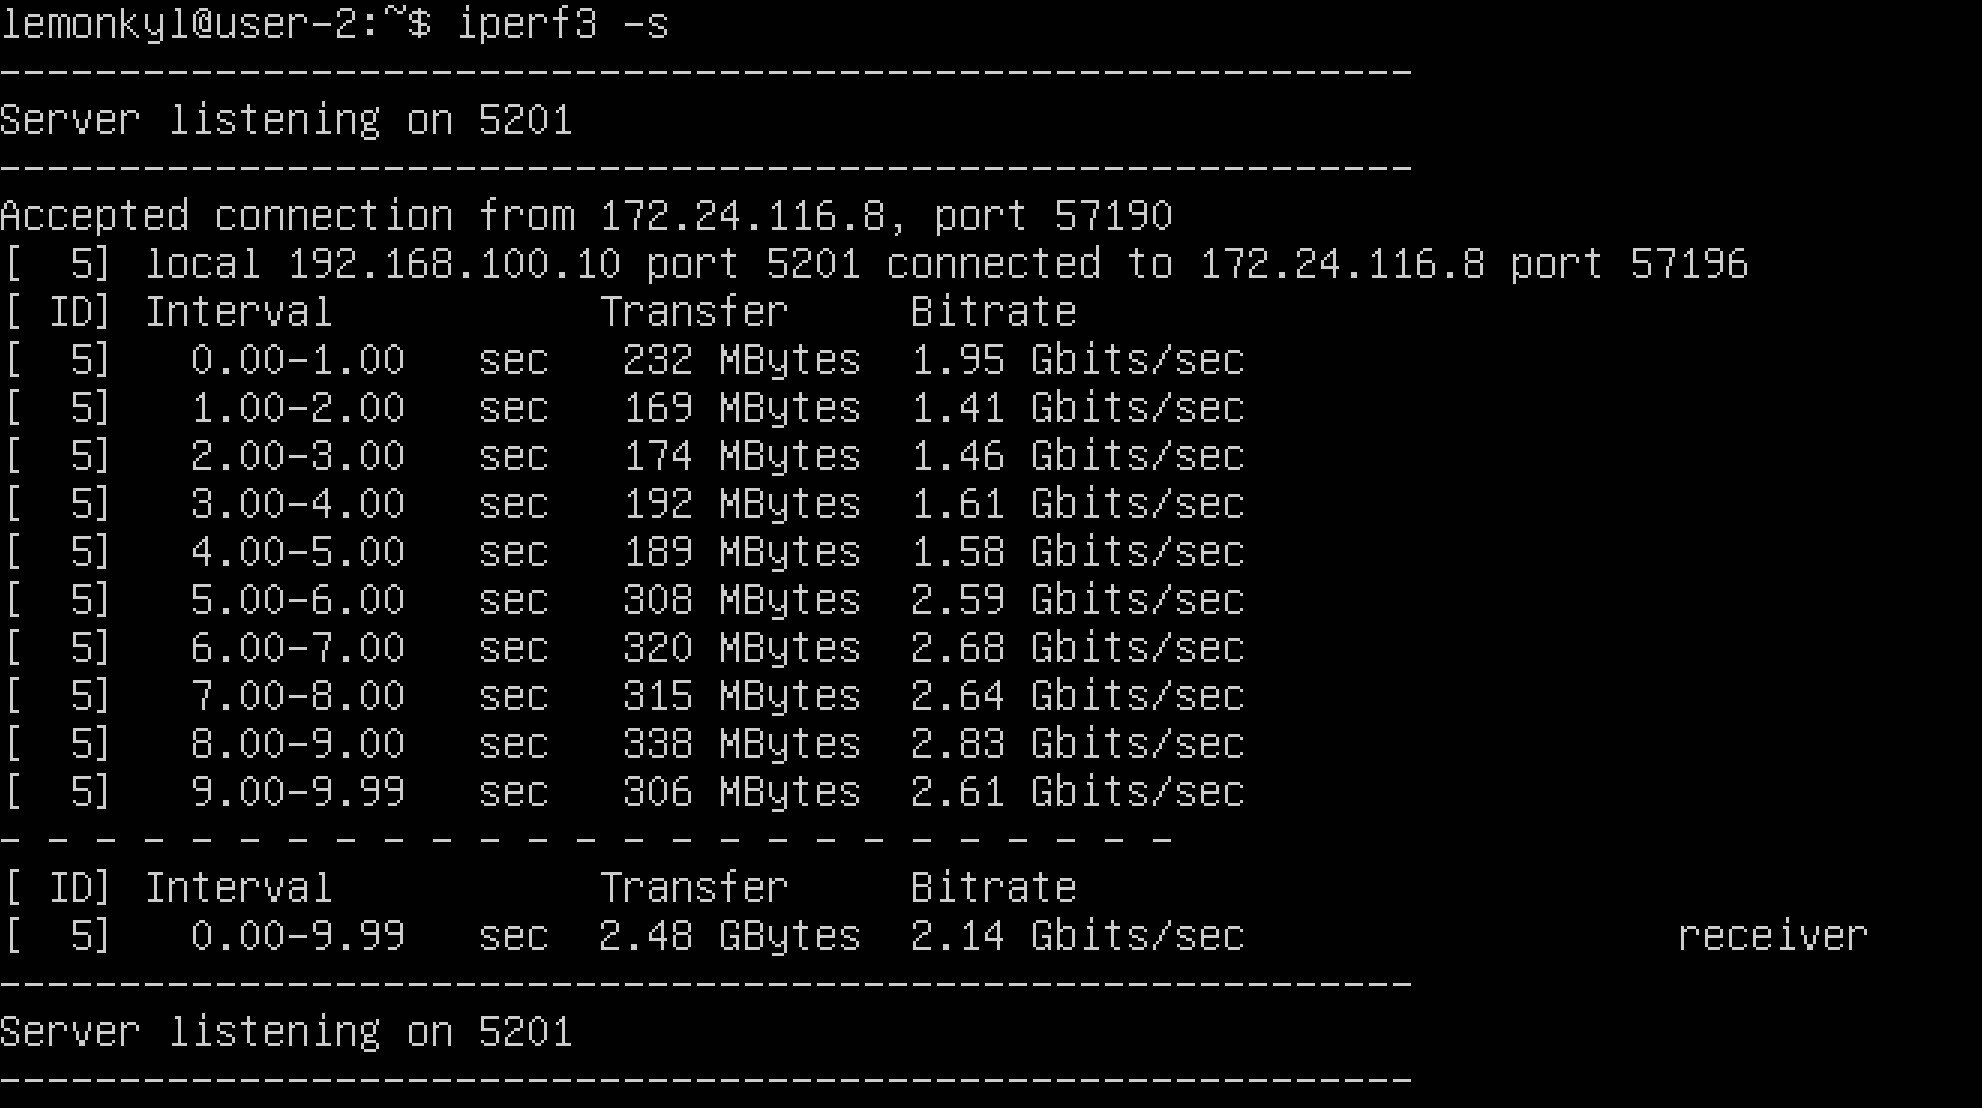 lemonkyl@user-2:~$ iperf3 -s
-----------------------------------------------------------
Server listening on 5201
-----------------------------------------------------------
Accepted connection from 172.24.116.8, port 57190
[  5] local 192.168.100.10 port 5201 connected to 172.24.116.8 port 57196
[ ID] Interval           Transfer     Bitrate
[  5]   0.00-1.00   sec   232 MBytes  1.95 Gbits/sec
[  5]   1.00-2.00   sec   169 MBytes  1.41 Gbits/sec
[  5]   2.00-3.00   sec   174 MBytes  1.46 Gbits/sec
[  5]   3.00-4.00   sec   192 MBytes  1.61 Gbits/sec
[  5]   4.00-5.00   sec   189 MBytes  1.58 Gbits/sec
[  5]   5.00-6.00   sec   308 MBytes  2.59 Gbits/sec
[  5]   6.00-7.00   sec   320 MBytes  2.68 Gbits/sec
[  5]   7.00-8.00   sec   315 MBytes  2.64 Gbits/sec
[  5]   8.00-9.00   sec   338 MBytes  2.83 Gbits/sec
[  5]   9.00-9.99   sec   306 MBytes  2.61 Gbits/sec
- - - - - - - - - - - - - - - - - - - - - - - - -
[ ID] Interval           Transfer     Bitrate
[  5]   0.00-9.99   sec  2.48 GBytes  2.14 Gbits/sec                  receiver
-----------------------------------------------------------
Server listening on 5201
-----------------------------------------------------------